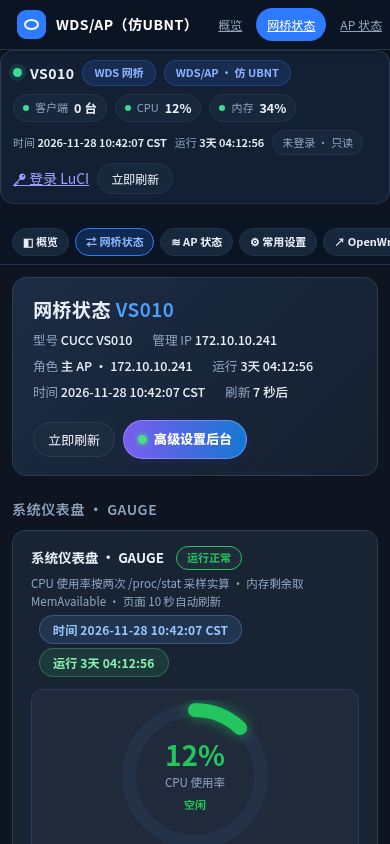 WDS/AP（仿UBNT） 概览 网桥状态 AP 状态
VS010 WDS 网桥 WDS/AP · 仿 UBNT
客户端 0 台 CPU 12% 内存 34%
时间 2026-11-28 10:42:07 CST 运行 3天 04:12:56 未登录 · 只读
登录 LuCI 立即刷新
概览 网桥状态 AP 状态 常用设置 OpenWr
网桥状态 VS010
型号 CUCC VS010 管理 IP 172.10.10.241
角色 主 AP · 172.10.10.241 运行 3天 04:12:56
时间 2026-11-28 10:42:07 CST 刷新 7 秒后
立即刷新 高级设置后台
系统仪表盘 · GAUGE
系统仪表盘 · GAUGE 运行正常
CPU 使用率按两次 /proc/stat 采样实算 · 内存剩余取
MemAvailable · 页面 10 秒自动刷新
时间 2026-11-28 10:42:07 CST
运行 3天 04:12:56
12%
CPU 使用率
空闲